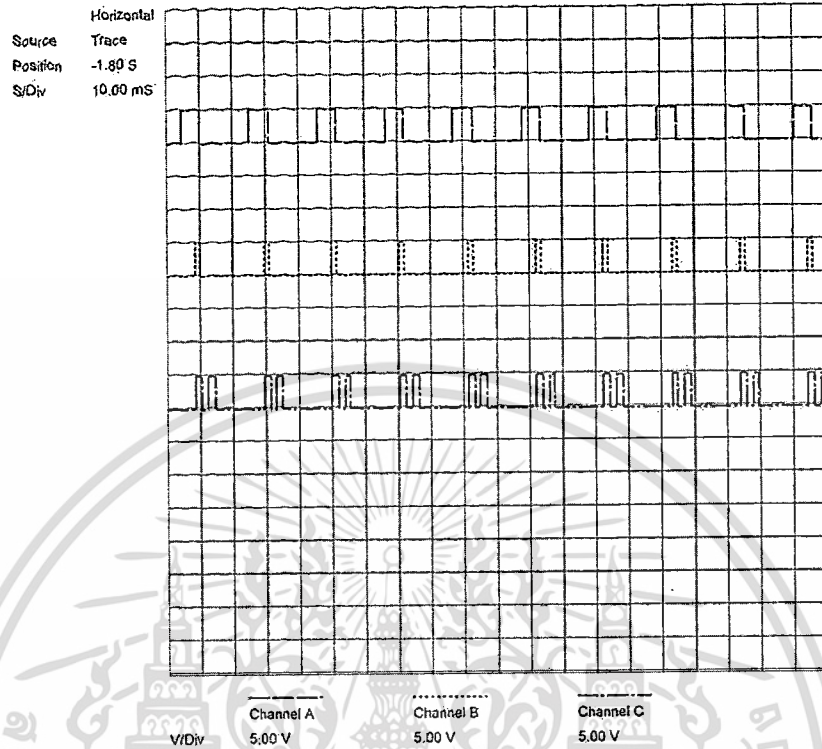 Horizontal
Source Trace
Position -1.80 S
S/Div 10.00 mS
Channel A Channel B Channel C
V/Div 5.00 V 5.00 V 5.00 V